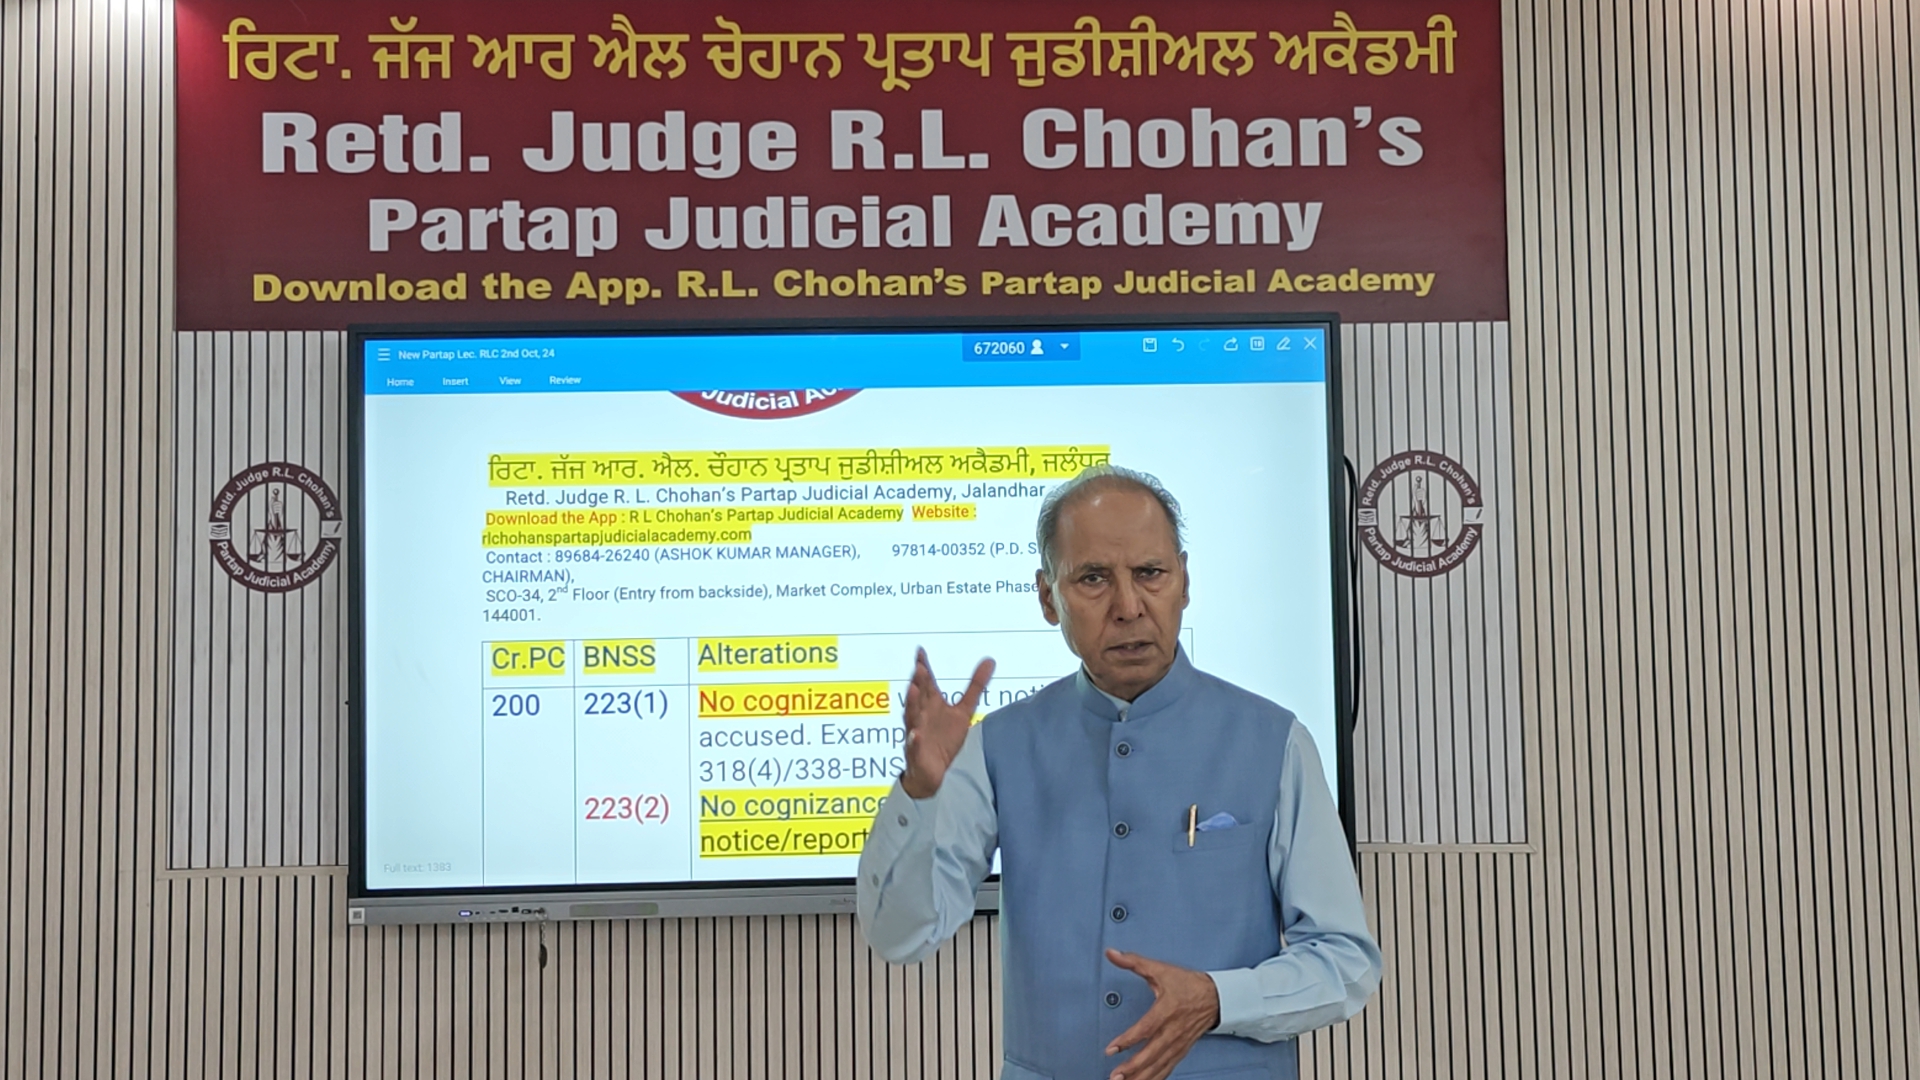 ਰਿਟਾ. ਜੱਜ ਆਰ ਐਲ ਚੋਹਾਨ ਪ੍ਰਤਾਪ ਜੁਡੀਸ਼ੀਅਲ ਅਕੈਡਮੀ
Retd. Judge R.L. Chohan's
Partap Judicial Academy
Download the App. R.L. Chohan's Partap Judicial Academy
New Partap Lec. RLC 2nd Oct, 24
672060
Home Insert View Review
Judicial
ਰਿਟਾ. ਜੱਜ ਆਰ. ਐਲ. ਚੌਹਾਨ ਪ੍ਰਤਾਪ ਜੁਡੀਸ਼ੀਅਲ ਅਕੈਡਮੀ, ਜਲੰਧਰ
Retd. Judge R. L. Chohan's Partap Judicial Academy, Jalandhar
Download the App : R L Chohan's Partap Judicial Academy Website :
rlchohanspartapjudicialacademy.com
Contact : 89684-26240 (ASHOK KUMAR MANAGER), 97814-00352 (P.D.
CHAIRMAN),
SCO-34, 2nd Floor (Entry from backside), Market Complex, Urban Estate Phase
144001.
Cr.PC BNSS Alterations
200 223(1) No cognizance
accused.
318(4)/338-BNS
223(2) No cognizance
notice/report
Full text: 1383
Retd. Judge R.L. Chohan's
Partap Judicial Academy
Retd. Judge R.L. Chohan's
Partap Judicial Academy